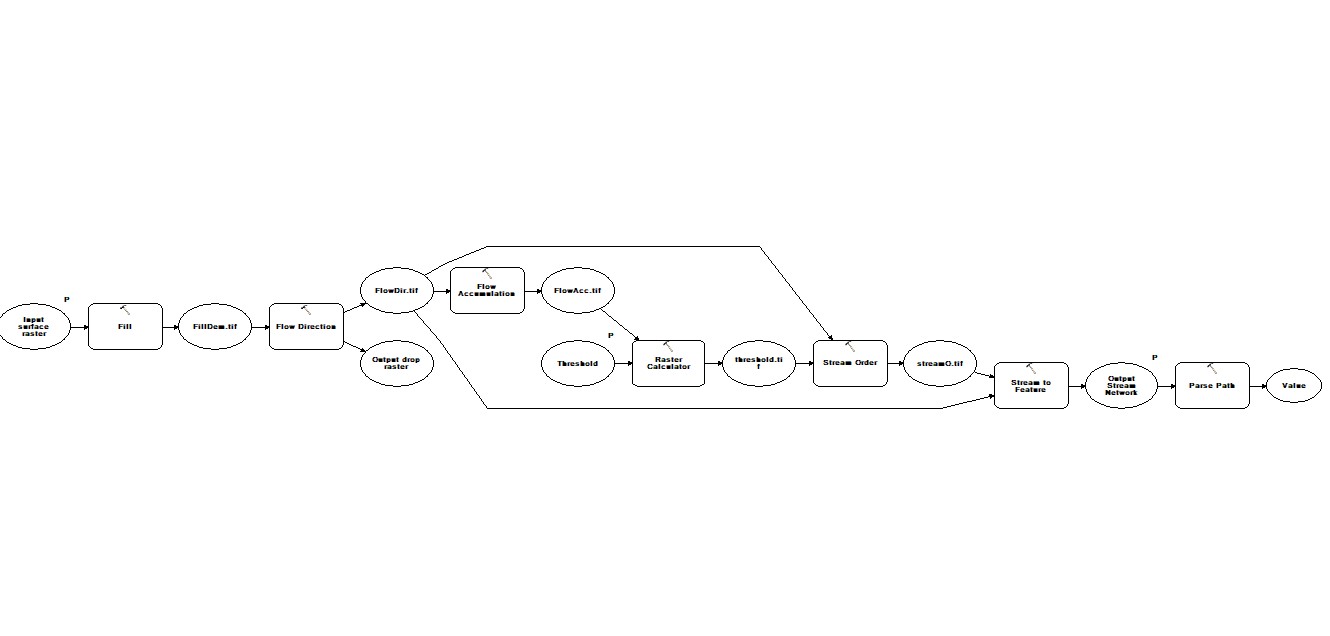 P
Input
surface
raster
Fill
FillDem.tif
Flow Direction
FlowDir.tif
Output drop
raster
Flow
Accumulation
FlowAcc.tif
P
Threshold
Raster
Calculator
threshold.ti
f
Stream Order
streamO.tif
Stream to
Feature
P
Output
Stream
Network
Parse Path
Value